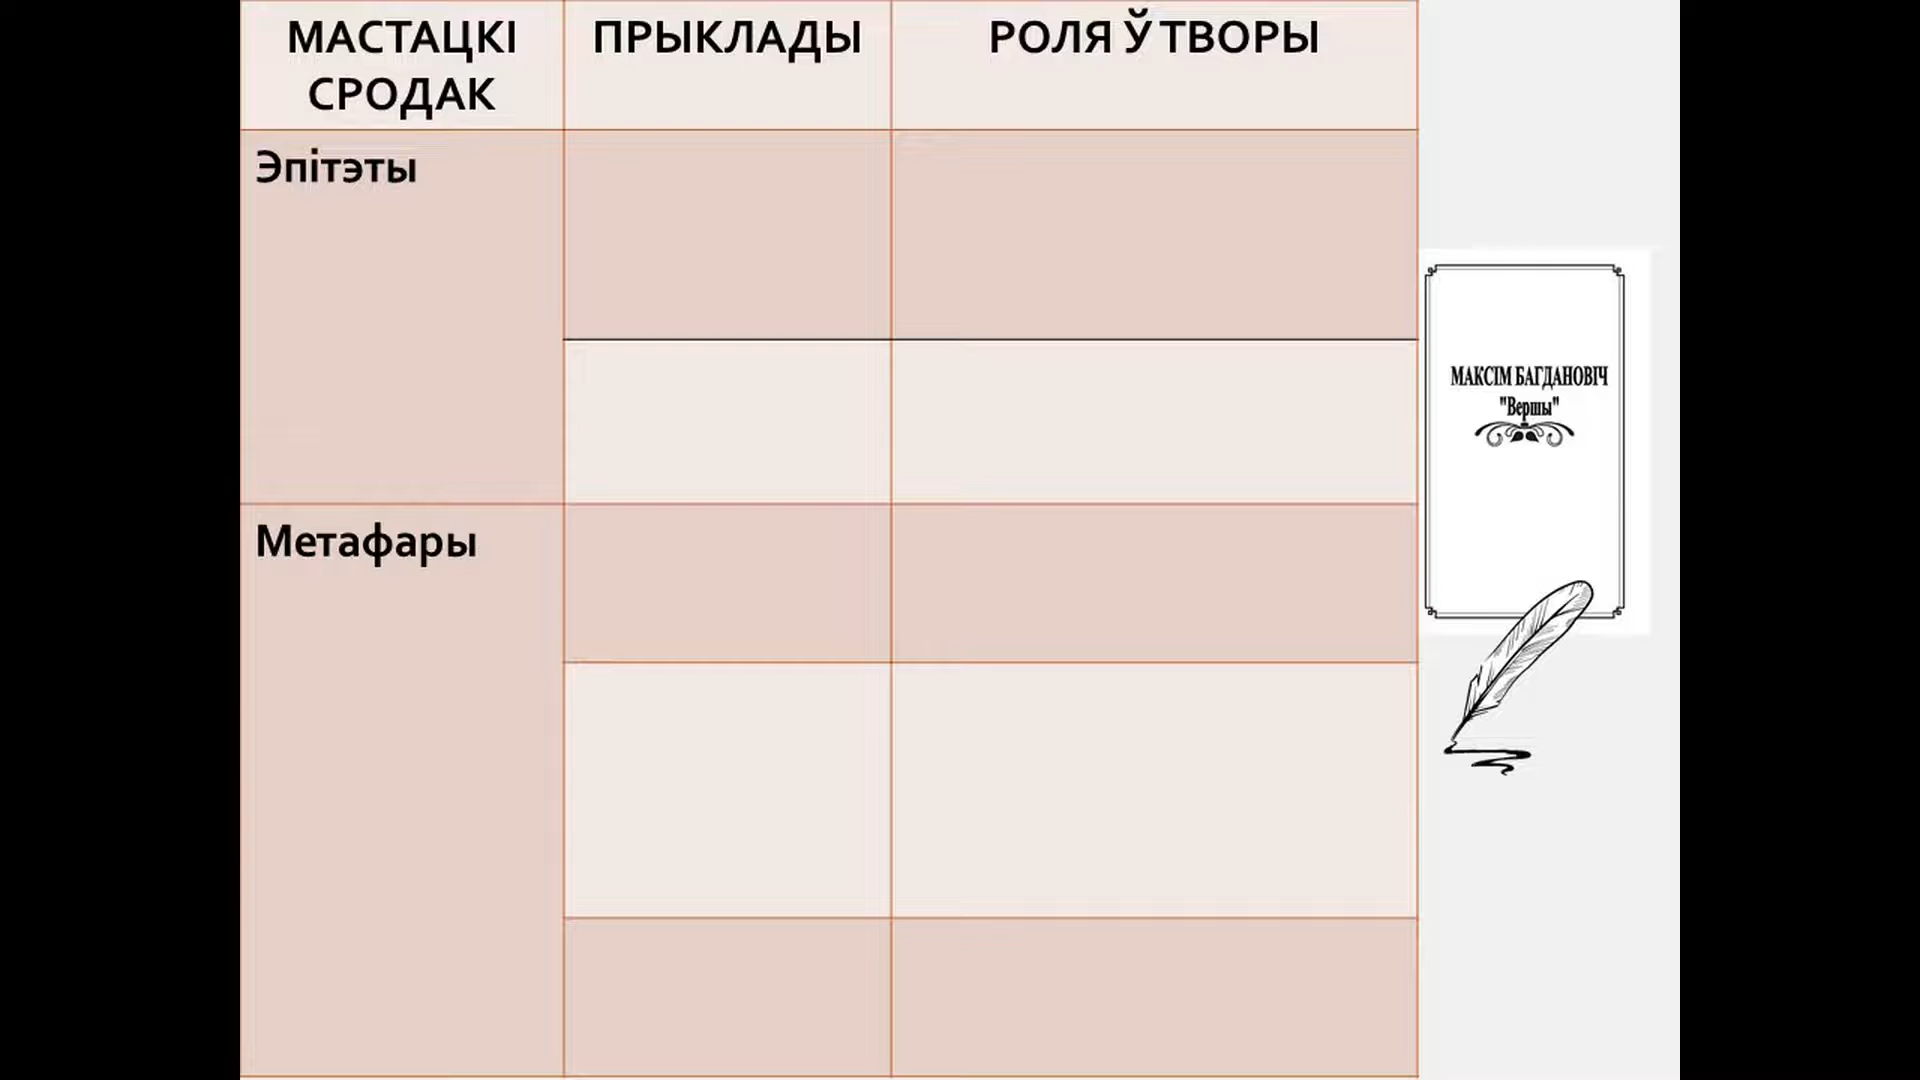 МАСТАЦКІ
СРОДАК
ПРЫКЛАДЫ
РОЛЯ Ў ТВОРЫ
Эпітэты
Метафары
МАКСІМ БАГДАНОВІЧ
"Вершы"